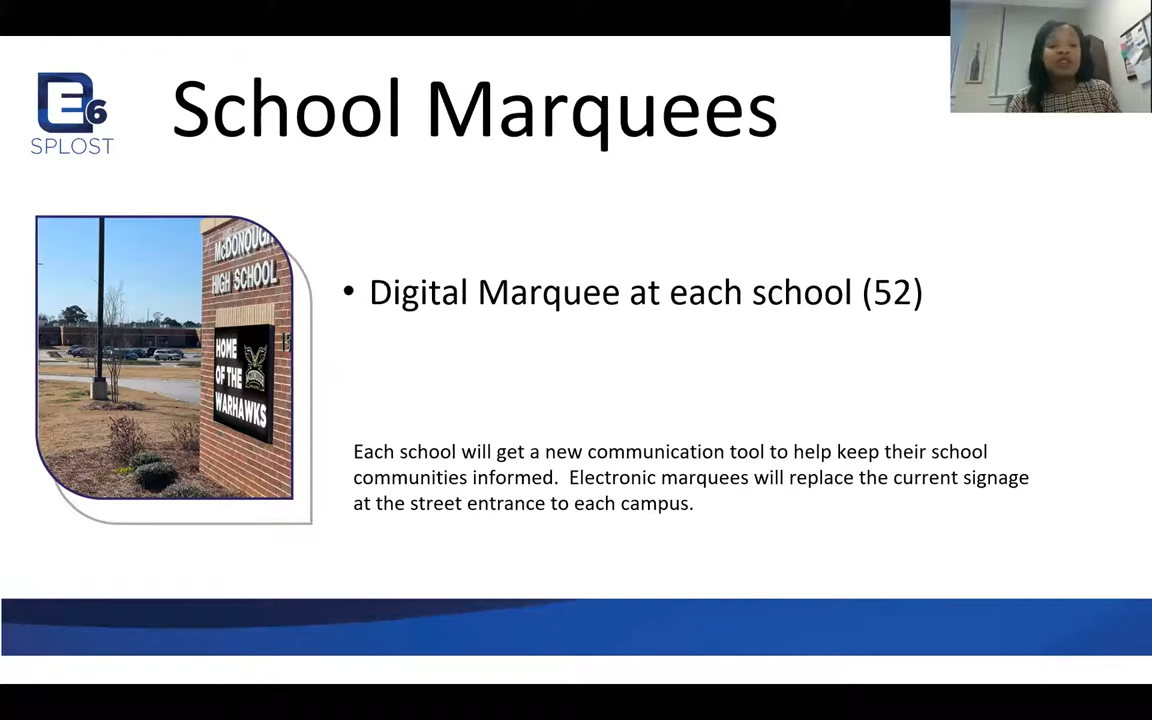 E6
SPLOST
School Marquees
McDONOUGH
HIGH SCHOOL
HOME
OF THE
WARHAWKS
• Digital Marquee at each school (52)
Each school will get a new communication tool to help keep their school
communities informed.  Electronic marquees will replace the current signage
at the street entrance to each campus.